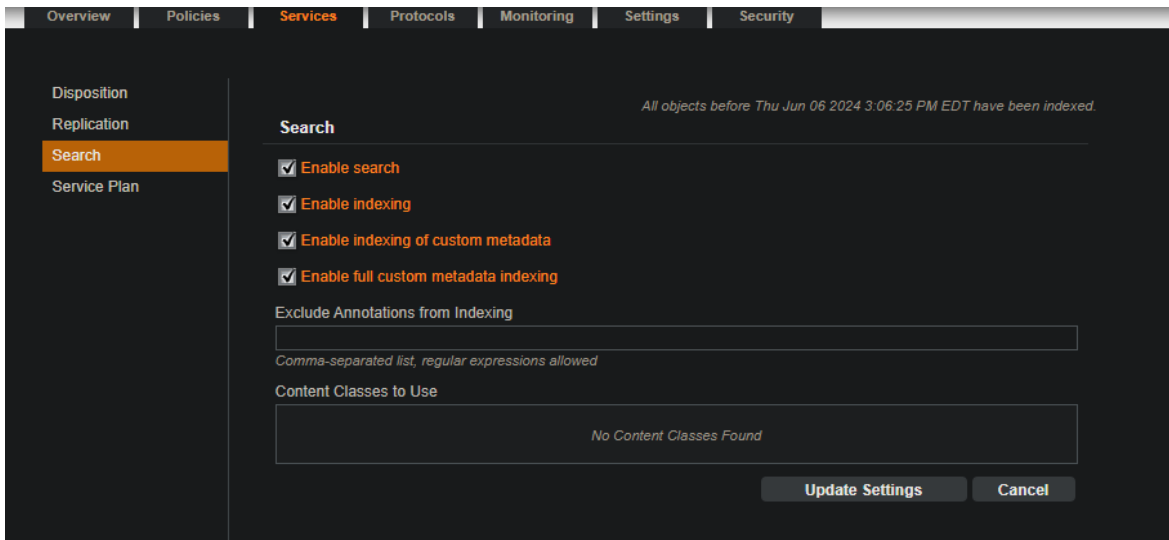 Overview Policies Services Protocols Monitoring Settings Security
Disposition
Replication
Search
Service Plan
All objects before Thu Jun 06 2024 3:06:25 PM EDT have been indexed.
Search
Enable search
Enable indexing
Enable indexing of custom metadata
Enable full custom metadata indexing
Exclude Annotations from Indexing
Comma-separated list, regular expressions allowed
Content Classes to Use
No Content Classes Found
Update Settings Cancel